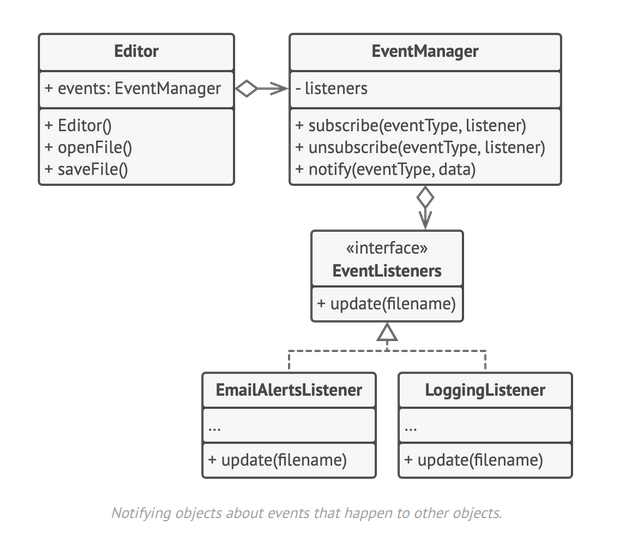 Editor
+ events: EventManager
+ Editor()
+ openFile()
+ saveFile()
EventManager
- listeners
+ subscribe(eventType, listener)
+ unsubscribe(eventType, listener)
+ notify(eventType, data)
«interface»
EventListeners
+ update(filename)
EmailAlertsListener
...
+ update(filename)
LoggingListener
...
+ update(filename)
Notifying objects about events that happen to other objects.